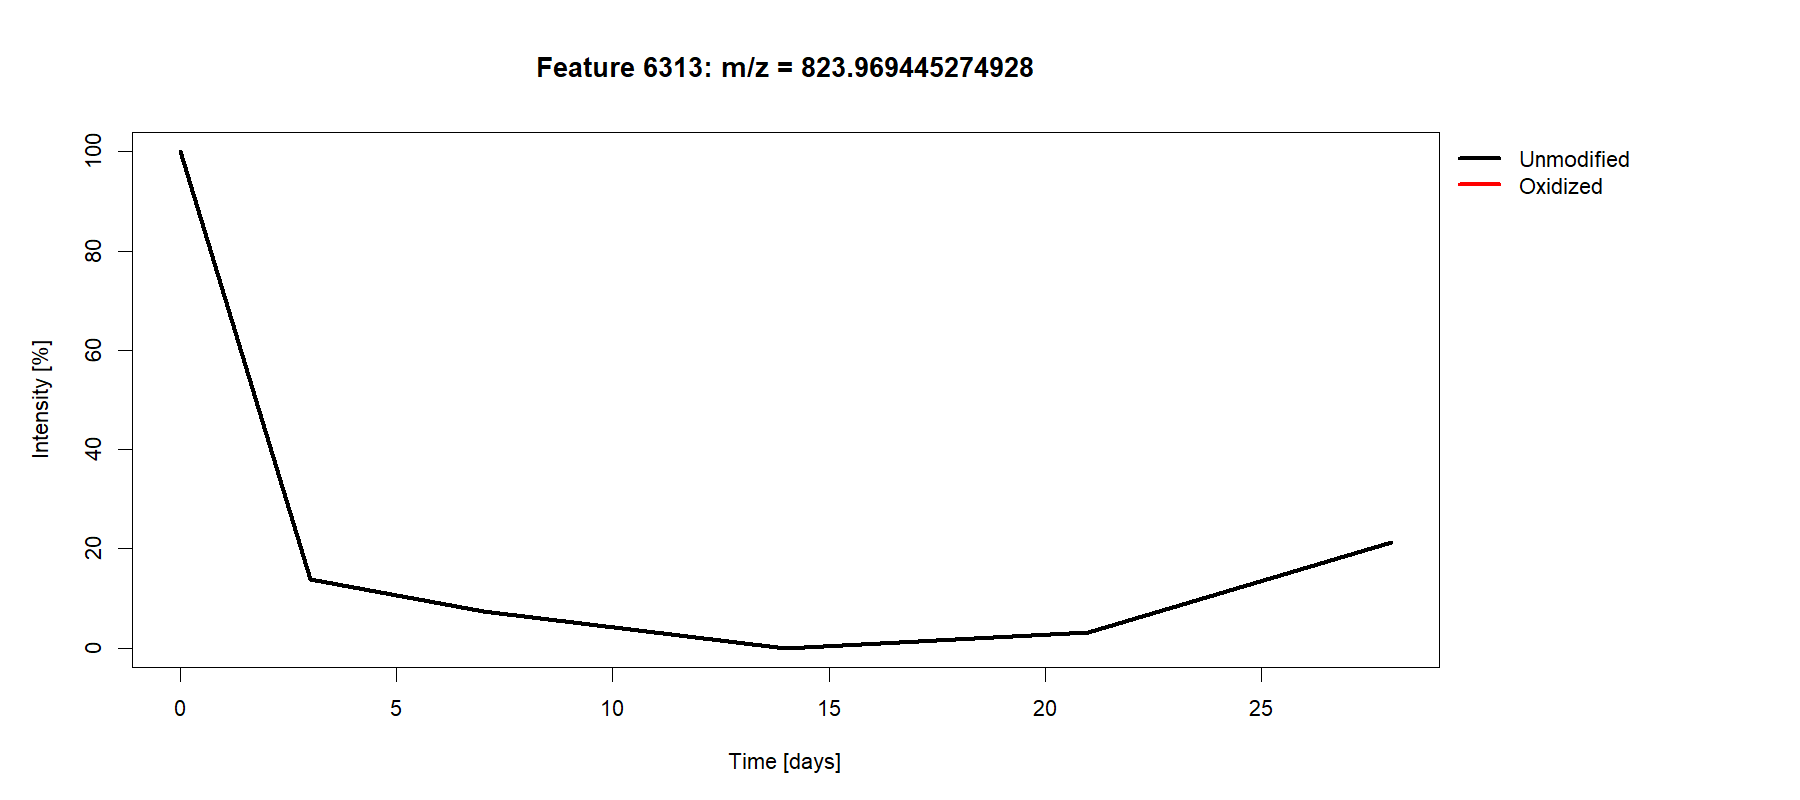 Feature 6313: m/z = 823.969445274928
Unmodified
Oxidized
Intensity [%]
100
80
60
40
20
0
0 5 10 15 20 25
Time [days]